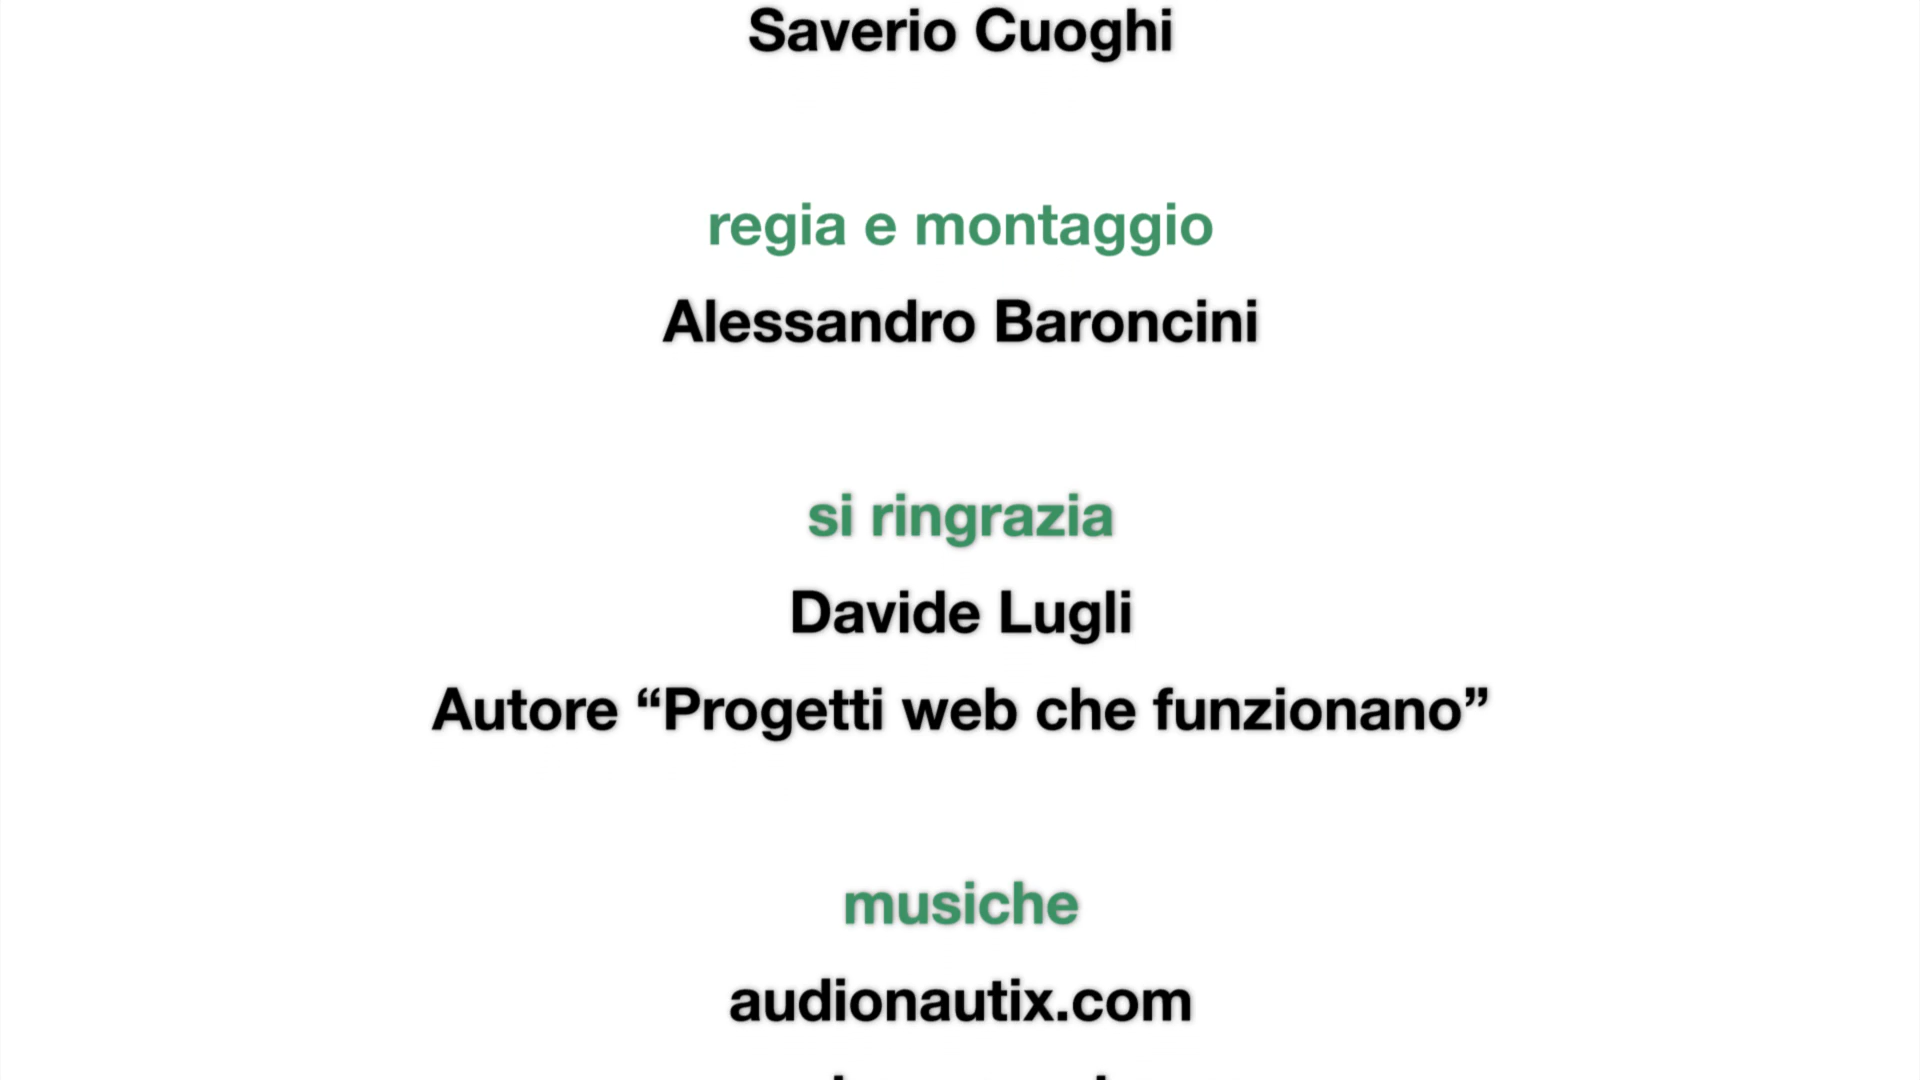 Saverio Cuoghi
regia e montaggio
Alessandro Baroncini
si ringrazia
Davide Lugli
Autore “Progetti web che funzionano”
musiche
audionautix.com